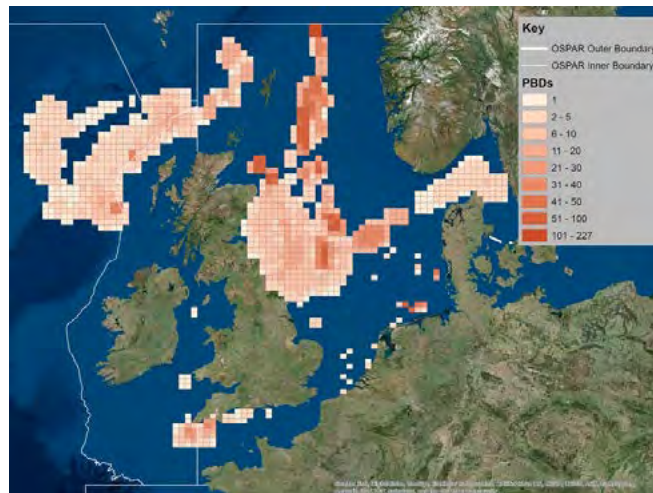 Key
OSPAR Outer Boundary
OSPAR Inner Boundary
PBDs
1
2 - 5
6 - 10
11 - 20
21 - 30
31 - 40
41 - 50
51 - 100
101 - 227